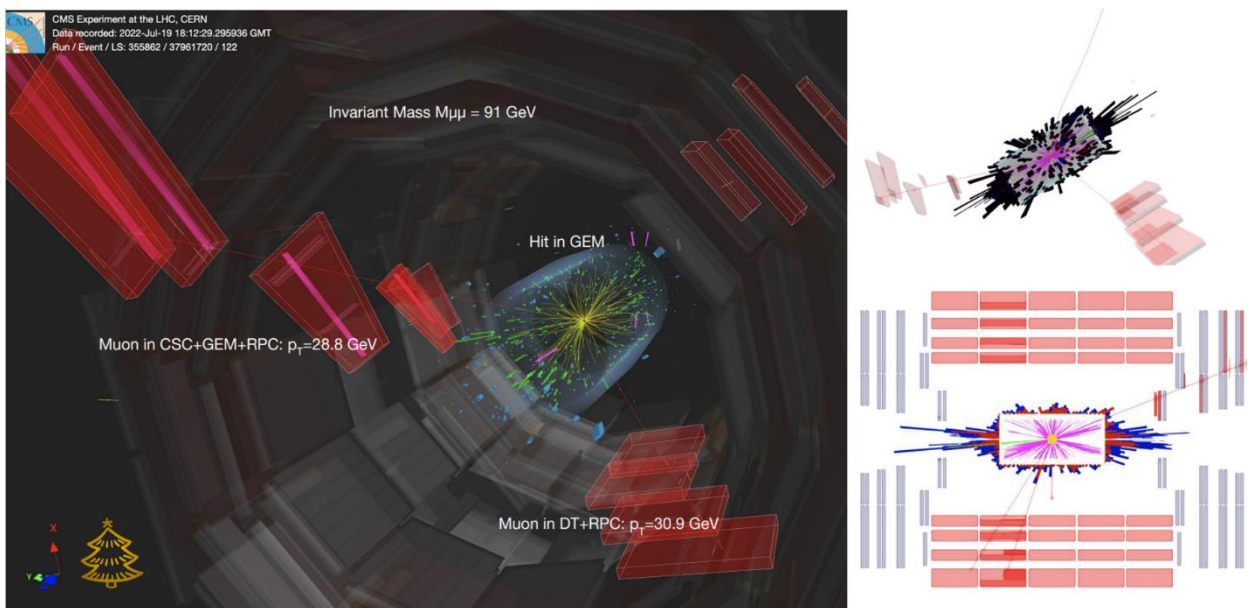 CMS
CMS Experiment at the LHC, CERN
Data recorded: 2022-Jul-19 18:12:29.295936 GMT
Run / Event / LS: 355862 / 37961720 / 122
Invariant Mass Mμμ = 91 GeV
Hit in GEM
Muon in CSC+GEM+RPC: pT=28.8 GeV
Muon in DT+RPC: pT=30.9 GeV
X
Y